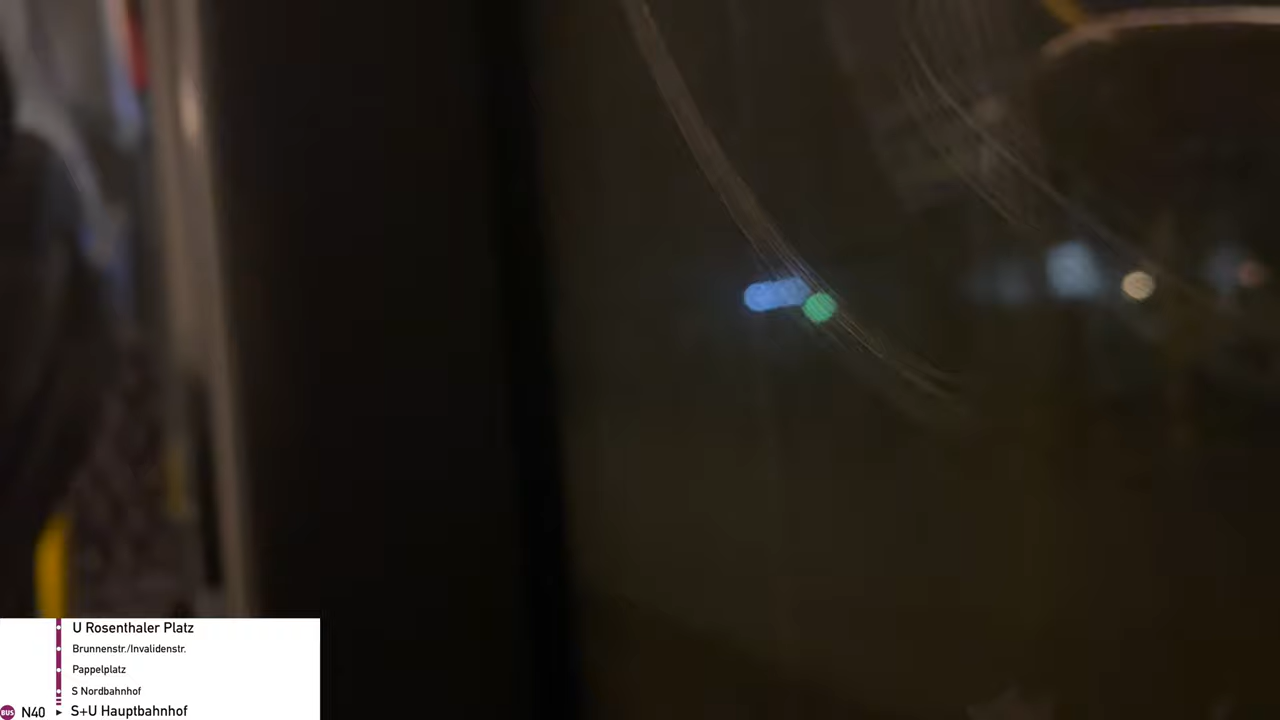 U Rosenthaler Platz
Brunnenstr./Invalidenstr.
Pappelplatz
S Nordbahnhof
BUS N40 ▸ S+U Hauptbahnhof